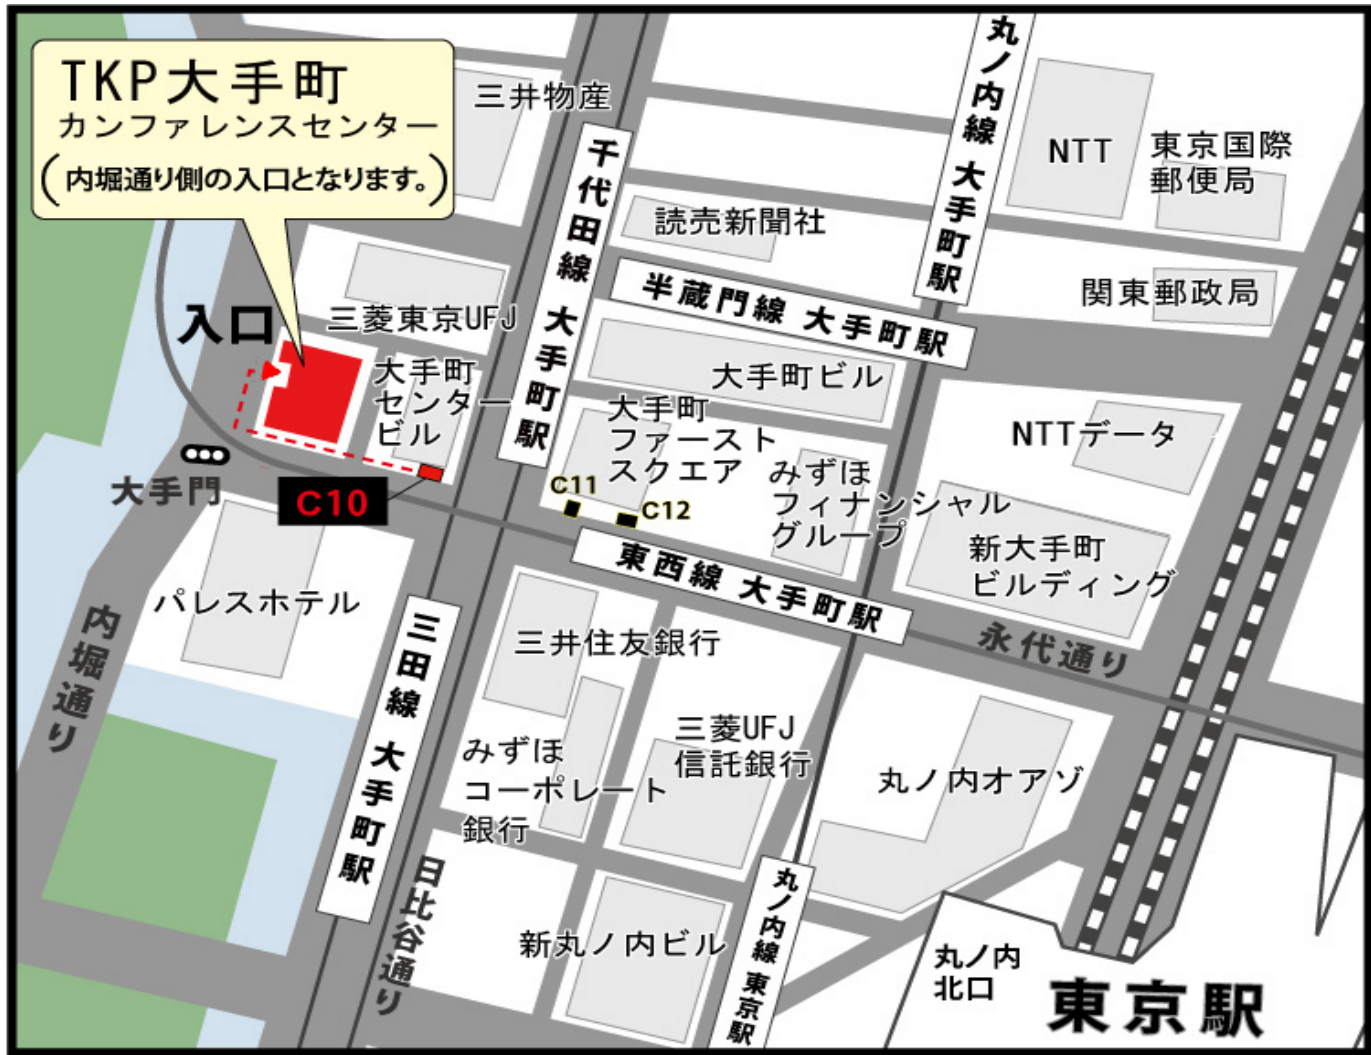 TKP大手町
カンファレンスセンター
(内堀通り側の入口となります。)
三井物産
千代田線 大手町駅
丸ノ内線 大手町駅
NTT
東京国際
郵便局
読売新聞社
半蔵門線 大手町駅
関東郵政局
入口
三菱東京UFJ
大手町
センター
ビル
大手町ビル
大手町
ファースト
スクエア
NTTデータ
みずほ
フィナンシャル
グループ
大手門
C10
C11
C12
新大手町
ビルディング
東西線 大手町駅
永代通り
パレスホテル
内堀通り
三田線 大手町駅
三井住友銀行
三菱UFJ
信託銀行
みずほ
コーポレート
銀行
丸ノ内オアゾ
日比谷通り
新丸ノ内ビル
丸ノ内線 東京駅
丸ノ内
北口
東京駅